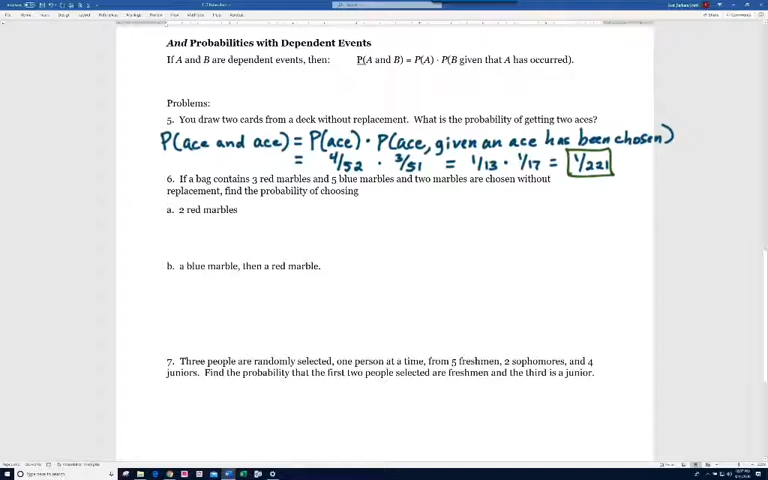 And Probabilities with Dependent Events
If A and B are dependent events, then: P(A and B) = P(A) · P(B given that A has occurred).
Problems:
5. You draw two cards from a deck without replacement. What is the probability of getting two aces?
P(ace and ace) = P(ace) · P(ace, given an ace has been chosen)
= 4/52 · 3/51 = 1/13 · 1/17 = 1/221
6. If a bag contains 3 red marbles and 5 blue marbles and two marbles are chosen without
replacement, find the probability of choosing
a. 2 red marbles
b. a blue marble, then a red marble.
7. Three people are randomly selected, one person at a time, from 5 freshmen, 2 sophomores, and 4
juniors. Find the probability that the first two people selected are freshmen and the third is a junior.